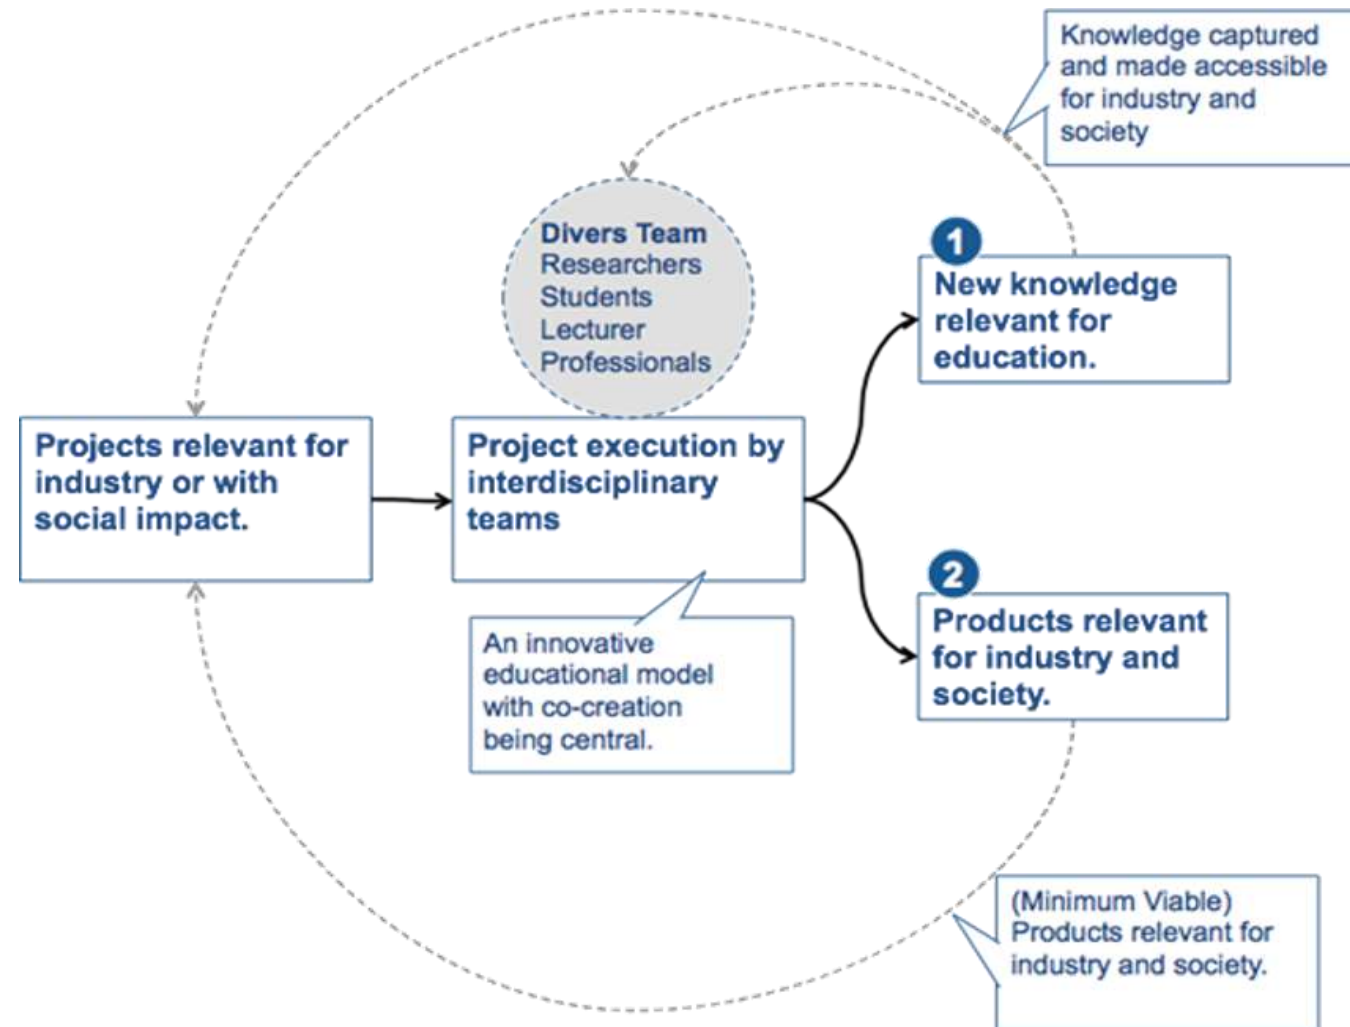 Knowledge captured
and made accessible
for industry and
society
Divers Team
Researchers
Students
Lecturer
Professionals
1
New knowledge
relevant for
education.
Projects relevant for
industry or with
social impact.
Project execution by
interdisciplinary
teams
2
Products relevant
for industry and
society.
An innovative
educational model
with co-creation
being central.
(Minimum Viable)
Products relevant for
industry and society.